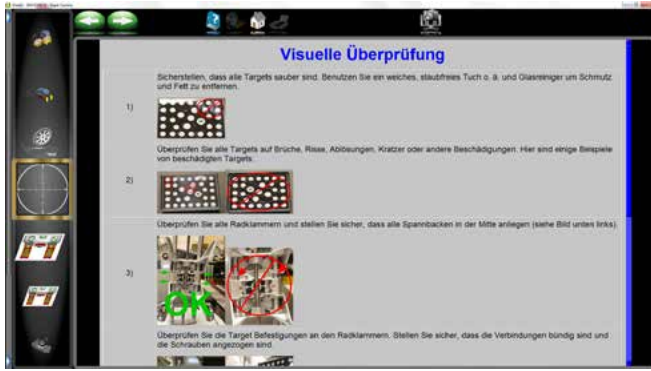 Visuelle Überprüfung
Sicherstellen, dass alle Targets sauber sind. Benutzen Sie ein weiches, staubfreies Tuch o. ä. und Glasreiniger um Schmutz
und Fett zu entfernen.
1)
Überprüfen Sie alle Targets auf Brüche, Risse, Ablösungen, Kratzer oder andere Beschädigungen. Hier sind einige Beispiele
von beschädigten Targets.
2)
Überprüfen Sie alle Radklammern und stellen Sie sicher, dass alle Spannbacken in der Mitte anliegen (siehe Bild unten links).
3)
OK
Überprüfen Sie die Target Befestigungen an den Radklammern. Stellen Sie sicher, dass die Verbindungen bündig sind und
die Schrauben angezogen sind.